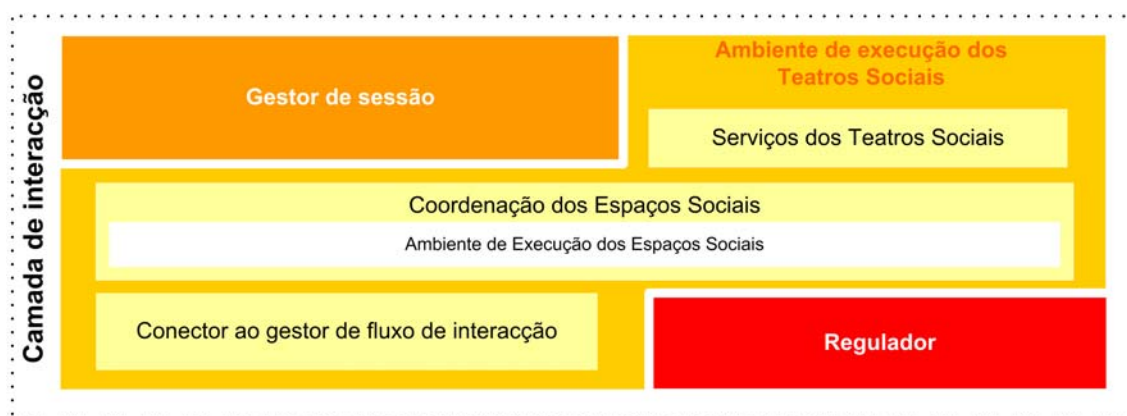 Camada de interacção
Gestor de sessão
Ambiente de execução dos
Teatros Sociais
Serviços dos Teatros Sociais
Coordenação dos Espaços Sociais
Ambiente de Execução dos Espaços Sociais
Conector ao gestor de fluxo de interacção
Regulador